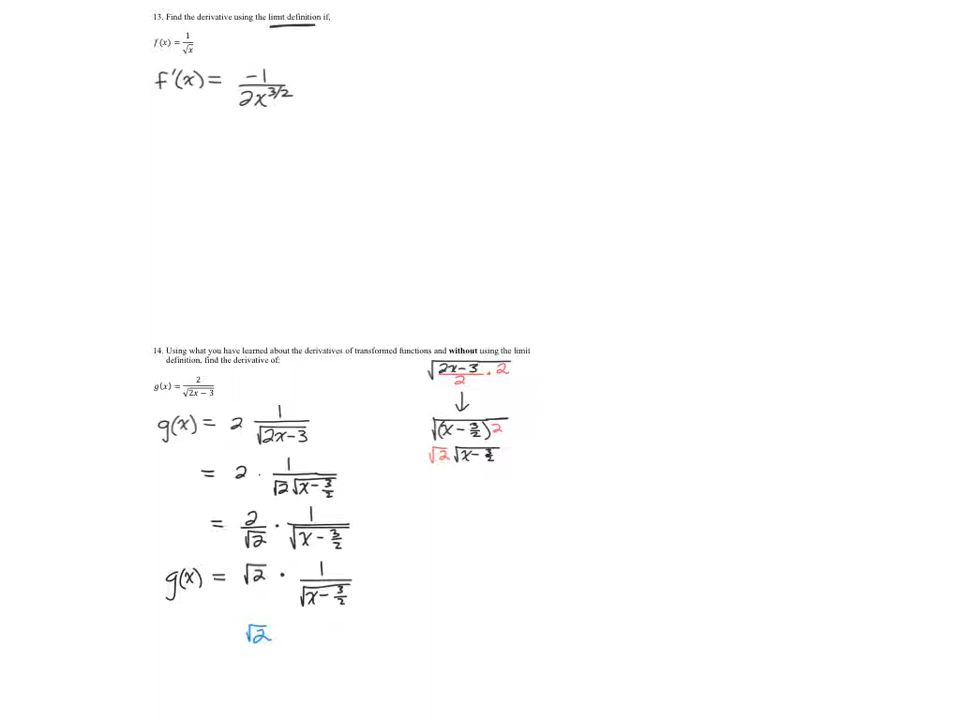 13. Find the derivative using the limit definition if,
f(x) = 1/√x
f'(x) = -1/2x^3/2
14. Using what you have learned about the derivatives of transformed functions and without using the limit
definition, find the derivative of:
g(x) = 2/√(2x − 3)
g(x) = 2 1/√(2x-3)
= 2 · 1/(√2 √(x-3/2))
= 2/√2 · 1/√(x-3/2)
g(x) = √2 · 1/√(x-3/2)
√2
√((2x-3)/2 · 2)
↓
√((x-3/2)2)
√2 √(x-3/2)